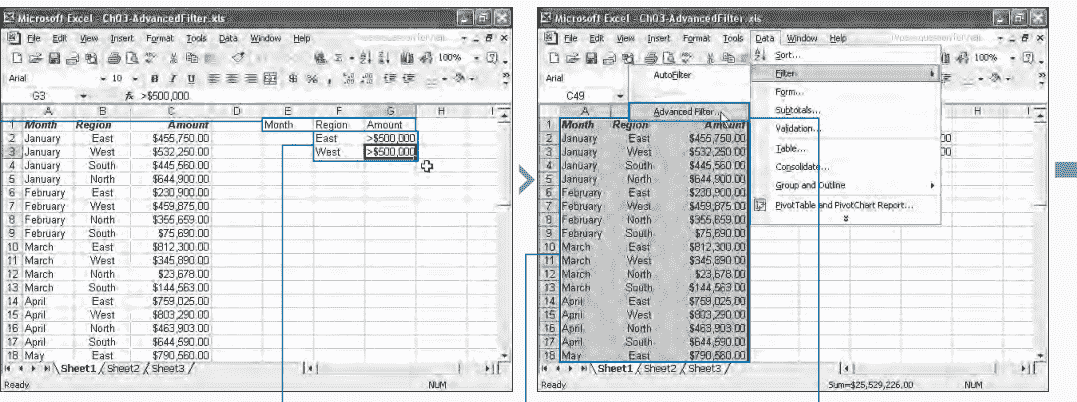 Microsoft Excel - Ch03-AdvancedFilter.xls
File Edit View Insert Format Tools Data Window Help
100%
Arial 10 B I U $ %
G3 fx >$500,000
A B C D E F G H I
1 Month Region Amount Month Region Amount
2 January East $455,750.00 East >$500,000
3 January West $532,250.00 West >$500,000
4 January South $445,560.00
5 January North $644,900.00
6 February East $230,900.00
7 February West $459,875.00
8 February North $355,659.00
9 February South $75,690.00
10 March East $812,300.00
11 March West $345,890.00
12 March North $23,678.00
13 March South $144,563.00
14 April East $759,025.00
15 April West $803,290.00
16 April North $463,903.00
17 April South $644,590.00
18 May East $790,560.00
Sheet1 Sheet2 Sheet3
Ready NUM
Microsoft Excel - Ch03-AdvancedFilter.xls
File Edit View Insert Format Tools Data Window Help
100%
Arial
C49
Sort...
Filter
Form...
Subtotals...
Validation...
Table...
Consolidate...
Group and Outline
PivotTable and PivotChart Report...
AutoFilter
Advanced Filter...
A H I
1 Month Region Amount
2 January East $455,750.00
3 January West $532,250.00
4 January South $445,560.00
5 January North $644,900.00
6 February East $230,900.00
7 February West $459,875.00
8 February North $355,659.00
9 February South $75,690.00
10 March East $812,300.00
11 March West $345,890.00
12 March North $23,678.00
13 March South $144,563.00
14 April East $759,025.00
15 April West $803,290.00
16 April North $463,903.00
17 April South $644,590.00
18 May East $790,560.00
Sheet1 Sheet2 Sheet3
Ready Sum=$25,529,226.00 NUM